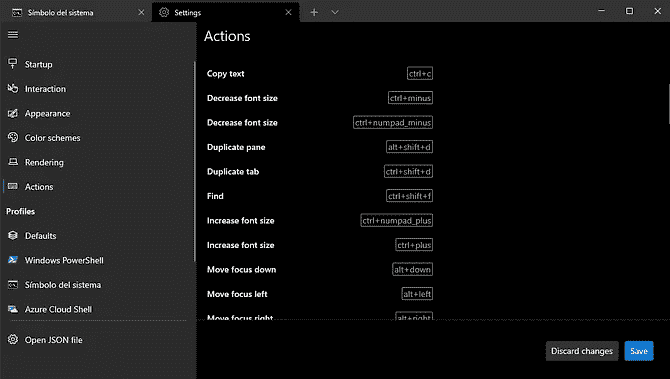 Símbolo del sistema
Settings
Startup
Interaction
Appearance
Color schemes
Rendering
Actions
Profiles
Defaults
Windows PowerShell
Símbolo del sistema
Azure Cloud Shell
Open JSON file
Actions
Copy text ctrl+c
Decrease font size ctrl+minus
Decrease font size ctrl+numpad_minus
Duplicate pane alt+shift+d
Duplicate tab ctrl+shift+d
Find ctrl+shift+f
Increase font size ctrl+numpad_plus
Increase font size ctrl+plus
Move focus down alt+down
Move focus left alt+left
Move focus right alt+right
Discard changes Save